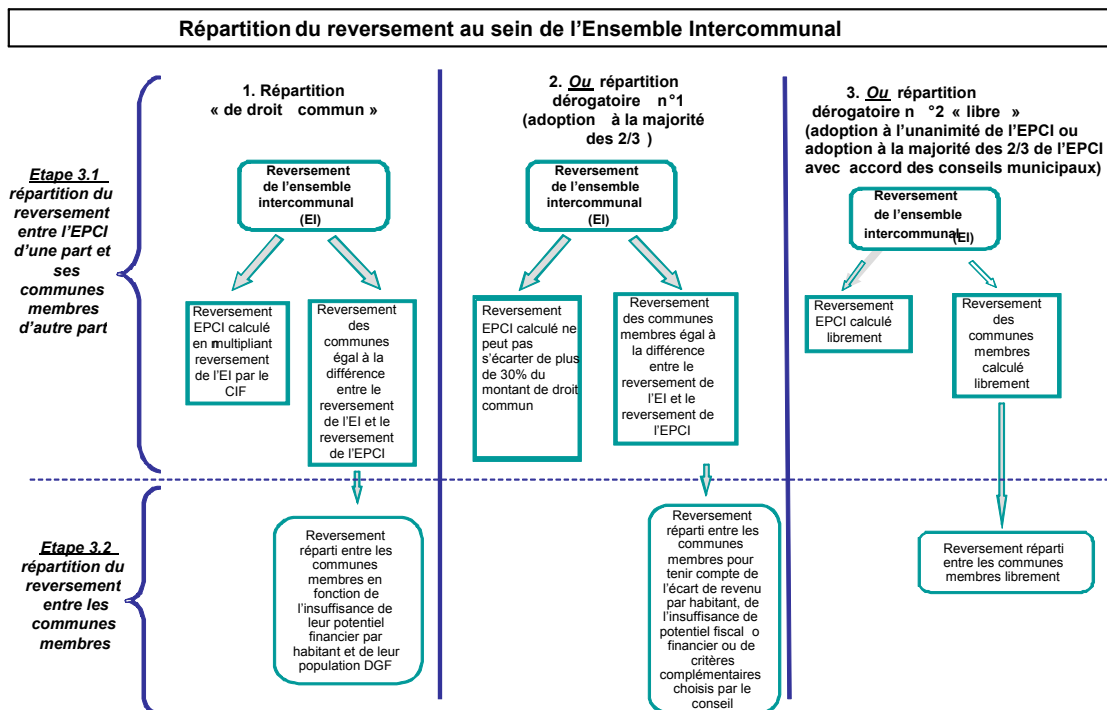 Répartition du reversement au sein de l’Ensemble Intercommunal
1. Répartition
« de droit commun »
2. Ou répartition
dérogatoire n°1
(adoption à la majorité
des 2/3 )
3. Ou répartition
dérogatoire n °2 « libre »
(adoption à l’unanimité de l’EPCI ou
adoption à la majorité des 2/3 de l’EPCI
avec accord des conseils municipaux)
Etape 3.1
répartition du
reversement
entre l’EPCI
d’une part et
ses
communes
membres
d’autre part
Reversement
de l’ensemble
intercommunal
(EI)
Reversement
EPCI calculé
en multipliant
reversement
de l’EI par le
CIF
Reversement
des
communes
égal à la
différence
entre le
reversement
de l’EI et le
reversement
de l’EPCI
Reversement
de l’ensemble
intercommunal
(EI)
Reversement
EPCI calculé ne
peut pas
s’écarter de plus
de 30% du
montant de droit
commun
Reversement
des communes
membres égal à
la différence
entre le
reversement de
l’EI et le
reversement de
l’EPCI
Reversement
de l’ensemble
intercommunal
(EI)
Reversement
EPCI calculé
librement
Reversement
des
communes
membres
calculé
librement
Etape 3.2
répartition du
reversement
entre les
communes
membres
Reversement
réparti entre les
communes
membres en
fonction de
l’insuffisance de
leur potentiel
financier par
habitant et de leur
population DGF
Reversement
réparti entre les
communes
membres pour
tenir compte de
l’écart de revenu
par habitant, de
l’insuffisance de
potentiel fiscal o
financier ou de
critères
complémentaires
choisis par le
conseil
Reversement réparti
entre les communes
membres librement